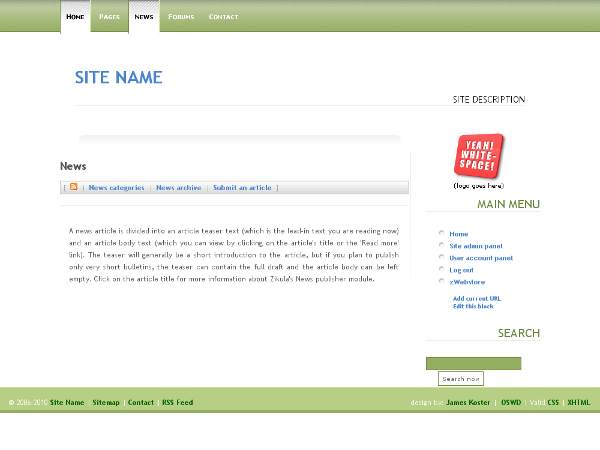 Home Pages News Forums Contact
SITE NAME
SITE DESCRIPTION
YEAH!
WHITE-
SPACE!
(logo goes here)
News
[ | News categories | News archive | Submit an article ]
A news article is divided into an article teaser text (which is the lead-in text you are reading now)
and an article body text (which you can view by clicking on the article's title or the 'Read more'
link). The teaser will generally be a short introduction to the article, but if you plan to publish
only very short bulletins, the teaser can contain the full draft and the article body can be left
empty. Click on the article title for more information about Zikula's News publisher module.
MAIN MENU
Home
Site admin panel
User account panel
Log out
zWebstore
Add current URL
Edit this block
SEARCH
Search now
© 2006-2010 Site Name | Sitemap | Contact | RSS Feed
design by: James Koster | OSWD | Valid CSS | XHTML